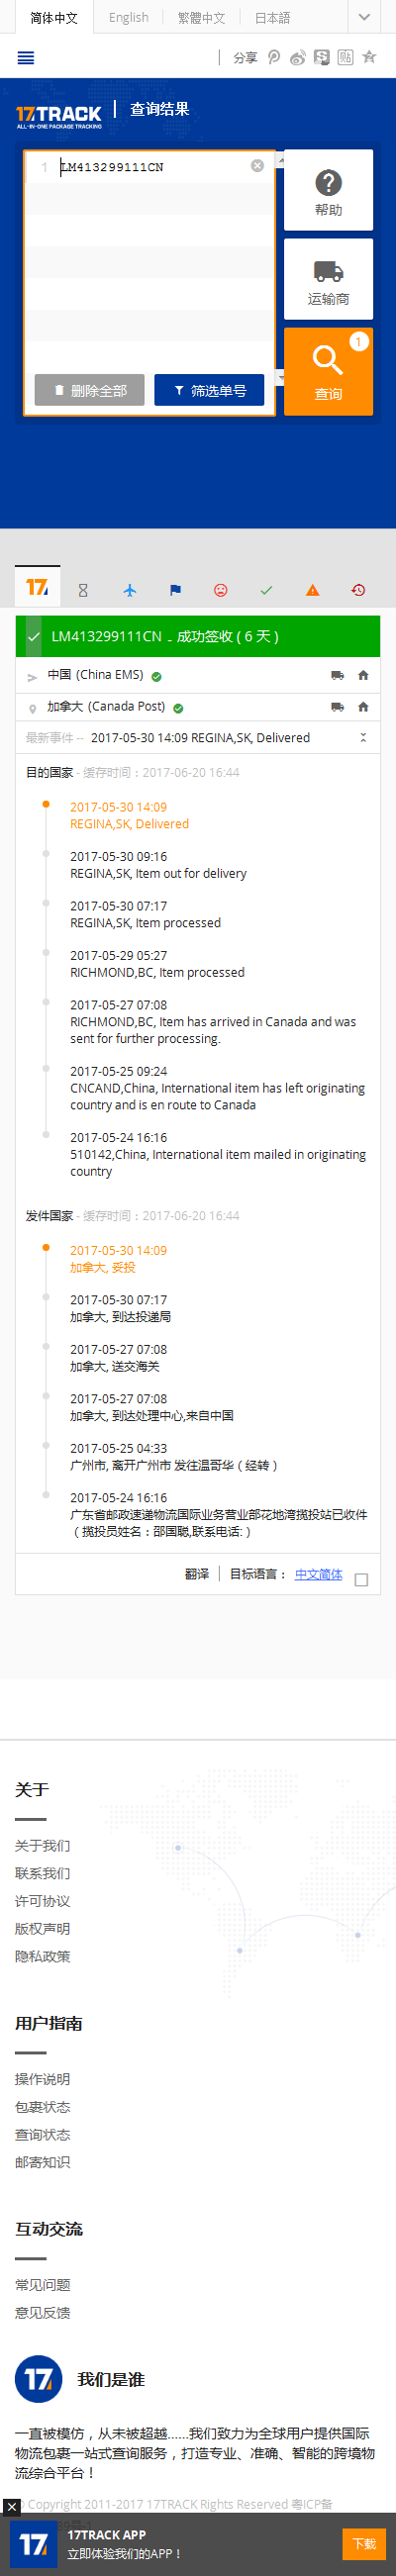 简体中文 English 繁體中文 日本語
分享
17TRACK 查询结果
ALL-IN-ONE PACKAGE TRACKING
1 LM413299111CN
帮助
运输商
1
查询
删除全部 筛选单号
17
LM413299111CN - 成功签收 ( 6 天 )
中国 (China EMS)
加拿大 (Canada Post)
最新事件 -- 2017-05-30 14:09 REGINA,SK, Delivered
目的国家 - 缓存时间：2017-06-20 16:44
2017-05-30 14:09
REGINA,SK, Delivered
2017-05-30 09:16
REGINA,SK, Item out for delivery
2017-05-30 07:17
REGINA,SK, Item processed
2017-05-29 05:27
RICHMOND,BC, Item processed
2017-05-27 07:08
RICHMOND,BC, Item has arrived in Canada and was
sent for further processing.
2017-05-25 09:24
CNCAND,China, International item has left originating
country and is en route to Canada
2017-05-24 16:16
510142,China, International item mailed in originating
country
发件国家 - 缓存时间：2017-06-20 16:44
2017-05-30 14:09
加拿大, 妥投
2017-05-30 07:17
加拿大, 到达投递局
2017-05-27 07:08
加拿大, 送交海关
2017-05-27 07:08
加拿大, 到达处理中心,来自中国
2017-05-25 04:33
广州市, 离开广州市 发往温哥华（经转）
2017-05-24 16:16
广东省邮政速递物流国际业务营业部花地湾揽投站已收件
（揽投员姓名：邵国聪,联系电话:）
翻译 目标语言： 中文简体
关于
关于我们
联系我们
许可协议
版权声明
隐私政策
用户指南
操作说明
包裹状态
查询状态
邮寄知识
互动交流
常见问题
意见反馈
17 我们是谁
一直被模仿，从未被超越......我们致力为全球用户提供国际
物流包裹一站式查询服务，打造专业、准确、智能的跨境物
流综合平台！
© Copyright 2011-2017 17TRACK Rights Reserved 粤ICP备
17 17TRACK APP
立即体验我们的APP！
下载